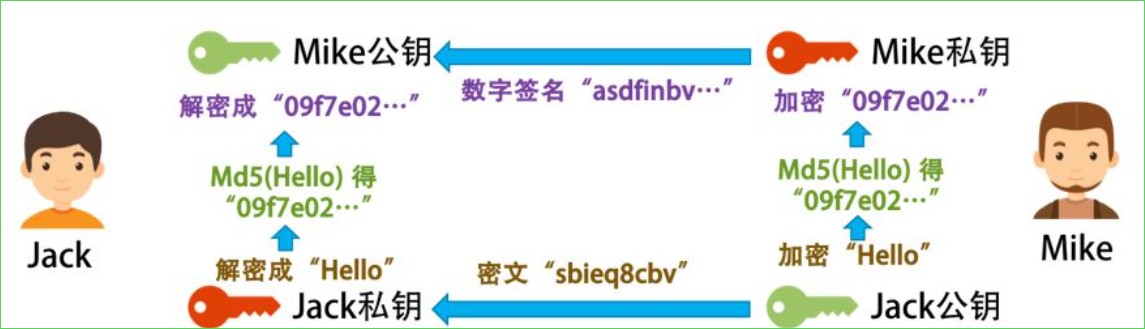 Mike公钥
Mike私钥
数字签名“asdfinbv…”
解密成“09f7e02…”
加密“09f7e02…”
Md5(Hello) 得
“09f7e02…”
Md5(Hello) 得
“09f7e02…”
Jack
Mike
解密成“Hello”
密文“sbieq8cbv”
加密“Hello”
Jack私钥
Jack公钥